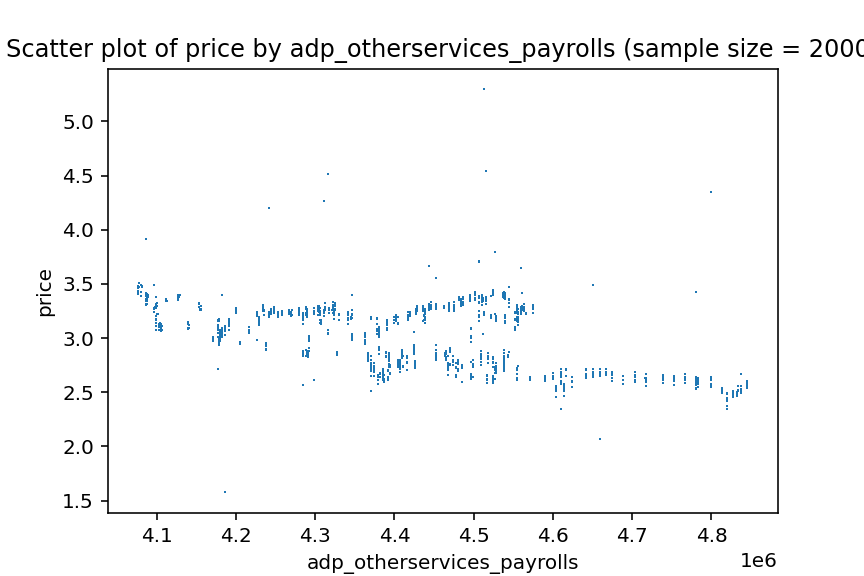 Scatter plot of price by adp_otherservices_payrolls (sample size = 2000
price
5.0
4.5
4.0
3.5
3.0
2.5
2.0
1.5
4.1 4.2 4.3 4.4 4.5 4.6 4.7 4.8
1e6
adp_otherservices_payrolls